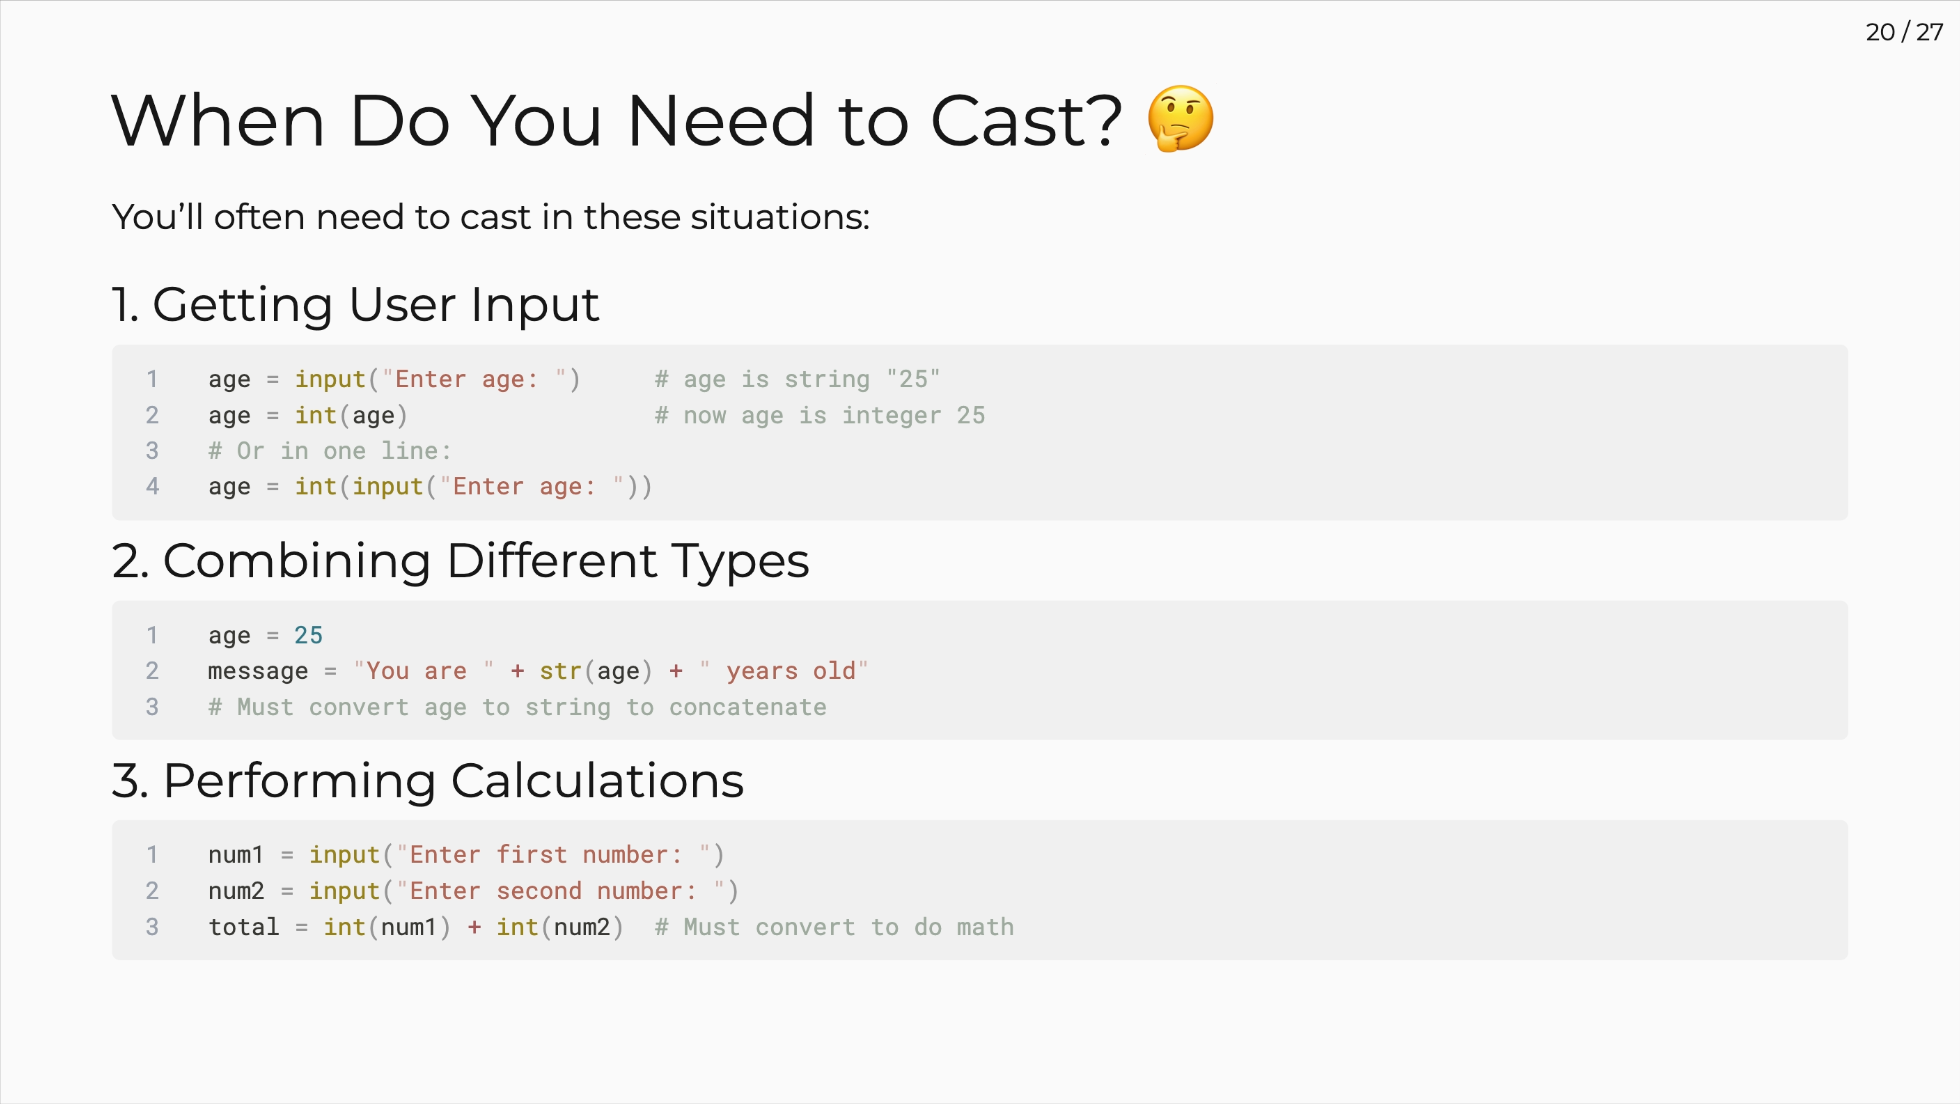 20 / 27
When Do You Need to Cast? 🤔
You’ll often need to cast in these situations:
1. Getting User Input
1 age = input("Enter age: ") # age is string "25"
2 age = int(age) # now age is integer 25
3 # Or in one line:
4 age = int(input("Enter age: "))
2. Combining Different Types
1 age = 25
2 message = "You are " + str(age) + " years old"
3 # Must convert age to string to concatenate
3. Performing Calculations
1 num1 = input("Enter first number: ")
2 num2 = input("Enter second number: ")
3 total = int(num1) + int(num2) # Must convert to do math